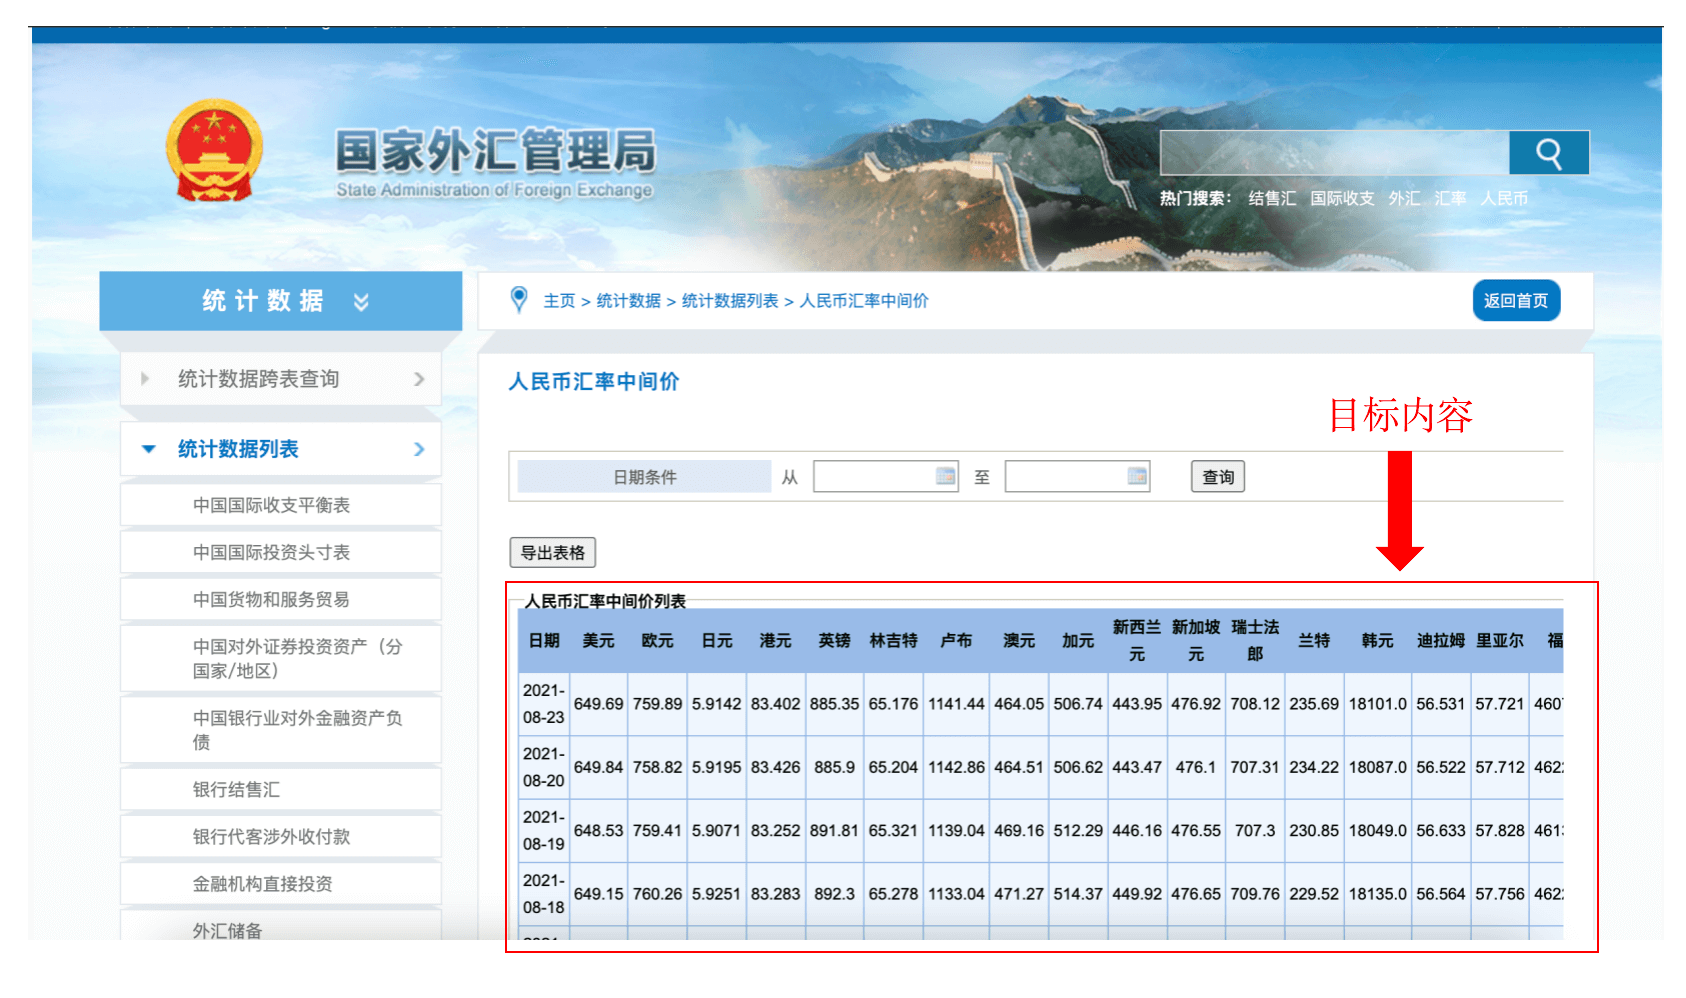 国家外汇管理局
State Administration of Foreign Exchange
热门搜索： 结售汇 国际收支 外汇 汇率 人民币
统计数据
主页 > 统计数据 > 统计数据列表 > 人民币汇率中间价
返回首页
统计数据跨表查询
统计数据列表
中国国际收支平衡表
中国国际投资头寸表
中国货物和服务贸易
中国对外证券投资资产（分
国家/地区）
中国银行业对外金融资产负
债
银行结售汇
银行代客涉外收付款
金融机构直接投资
外汇储备
人民币汇率中间价
目标内容
日期条件 从 至 查询
导出表格
人民币汇率中间价列表
日期 美元 欧元 日元 港元 英镑 林吉特 卢布 澳元 加元 新西兰元 新加坡元 瑞士法郎 兰特 韩元 迪拉姆 里亚尔 福
2021-08-23 649.69 759.89 5.9142 83.402 885.35 65.176 1141.44 464.05 506.74 443.95 476.92 708.12 235.69 18101.0 56.531 57.721 460
2021-08-20 649.84 758.82 5.9195 83.426 885.9 65.204 1142.86 464.51 506.62 443.47 476.1 707.31 234.22 18087.0 56.522 57.712 462
2021-08-19 648.53 759.41 5.9071 83.252 891.81 65.321 1139.04 469.16 512.29 446.16 476.55 707.3 230.85 18049.0 56.633 57.828 461
2021-08-18 649.15 760.26 5.9251 83.283 892.3 65.278 1133.04 471.27 514.37 449.92 476.65 709.76 229.52 18135.0 56.564 57.756 462